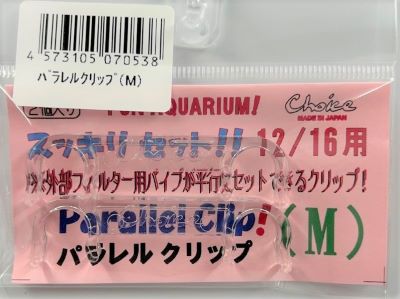 4 573105 070538
パラレルクリップ(M)
2個入り
FUN AQUARIUM!
Choice
MADE IN JAPAN
スッキリ セット!! 12/16用
外部フィルター用パイプが平行にセットできるクリップ!
Parallel Clip! (M)
パラレル クリップ